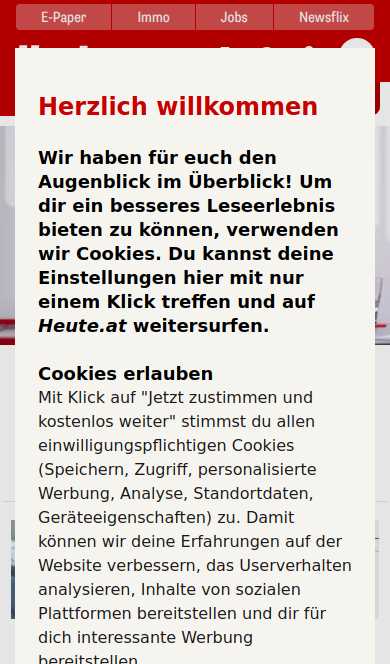 E-Paper Immo Jobs Newsflix
Herzlich willkommen
Wir haben für euch den
Augenblick im Überblick! Um
dir ein besseres Leseerlebnis
bieten zu können, verwenden
wir Cookies. Du kannst deine
Einstellungen hier mit nur
einem Klick treffen und auf
Heute.at weitersurfen.
Cookies erlauben
Mit Klick auf "Jetzt zustimmen und
kostenlos weiter" stimmst du allen
einwilligungspflichtigen Cookies
(Speichern, Zugriff, personalisierte
Werbung, Analyse, Standortdaten,
Geräteeigenschaften) zu. Damit
können wir deine Erfahrungen auf der
Website verbessern, das Userverhalten
analysieren, Inhalte von sozialen
Plattformen bereitstellen und dir für
dich interessante Werbung
bereitstellen